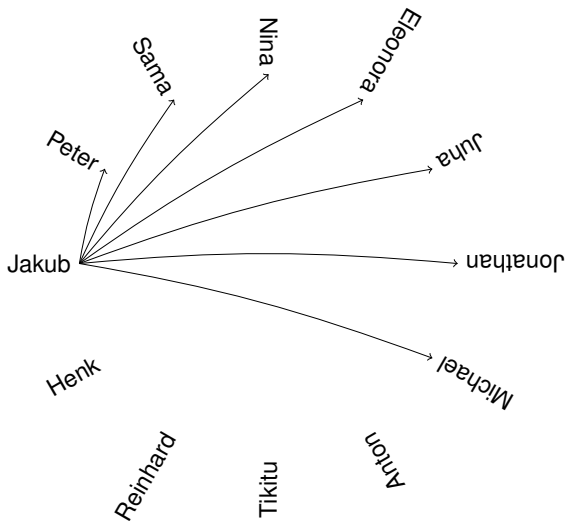 Nina
Eleonora
Sama
Juha
Peter
Jakub
Jonathan
Henk
Michael
Reinhard
Tikitu
Anton